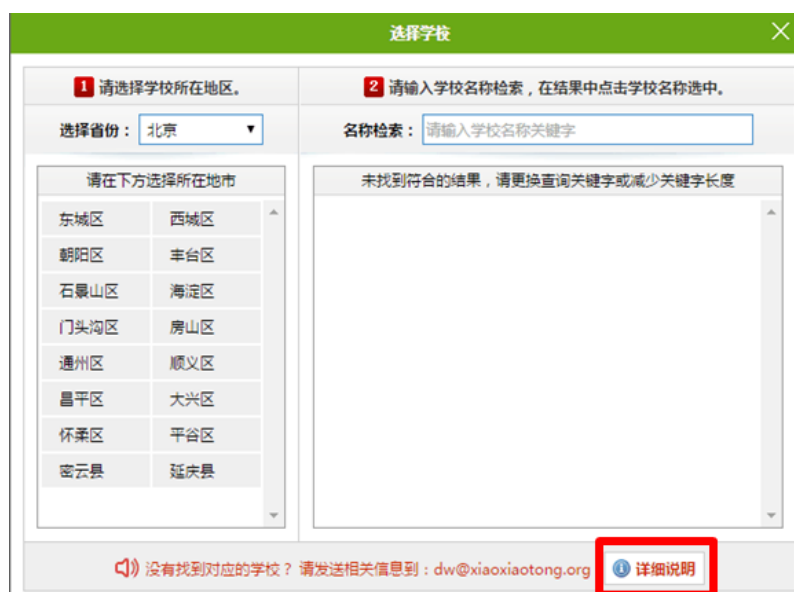 选择学校
1 请选择学校所在地区。
2 请输入学校名称检索，在结果中点击学校名称选中。
选择省份： 北京
名称检索： 请输入学校名称关键字
请在下方选择所在地市
未找到符合的结果，请更换查询关键字或减少关键字长度
东城区 西城区
朝阳区 丰台区
石景山区 海淀区
门头沟区 房山区
通州区 顺义区
昌平区 大兴区
怀柔区 平谷区
密云县 延庆县
没有找到对应的学校？ 请发送相关信息到：dw@xiaoxiaotong.org 详细说明